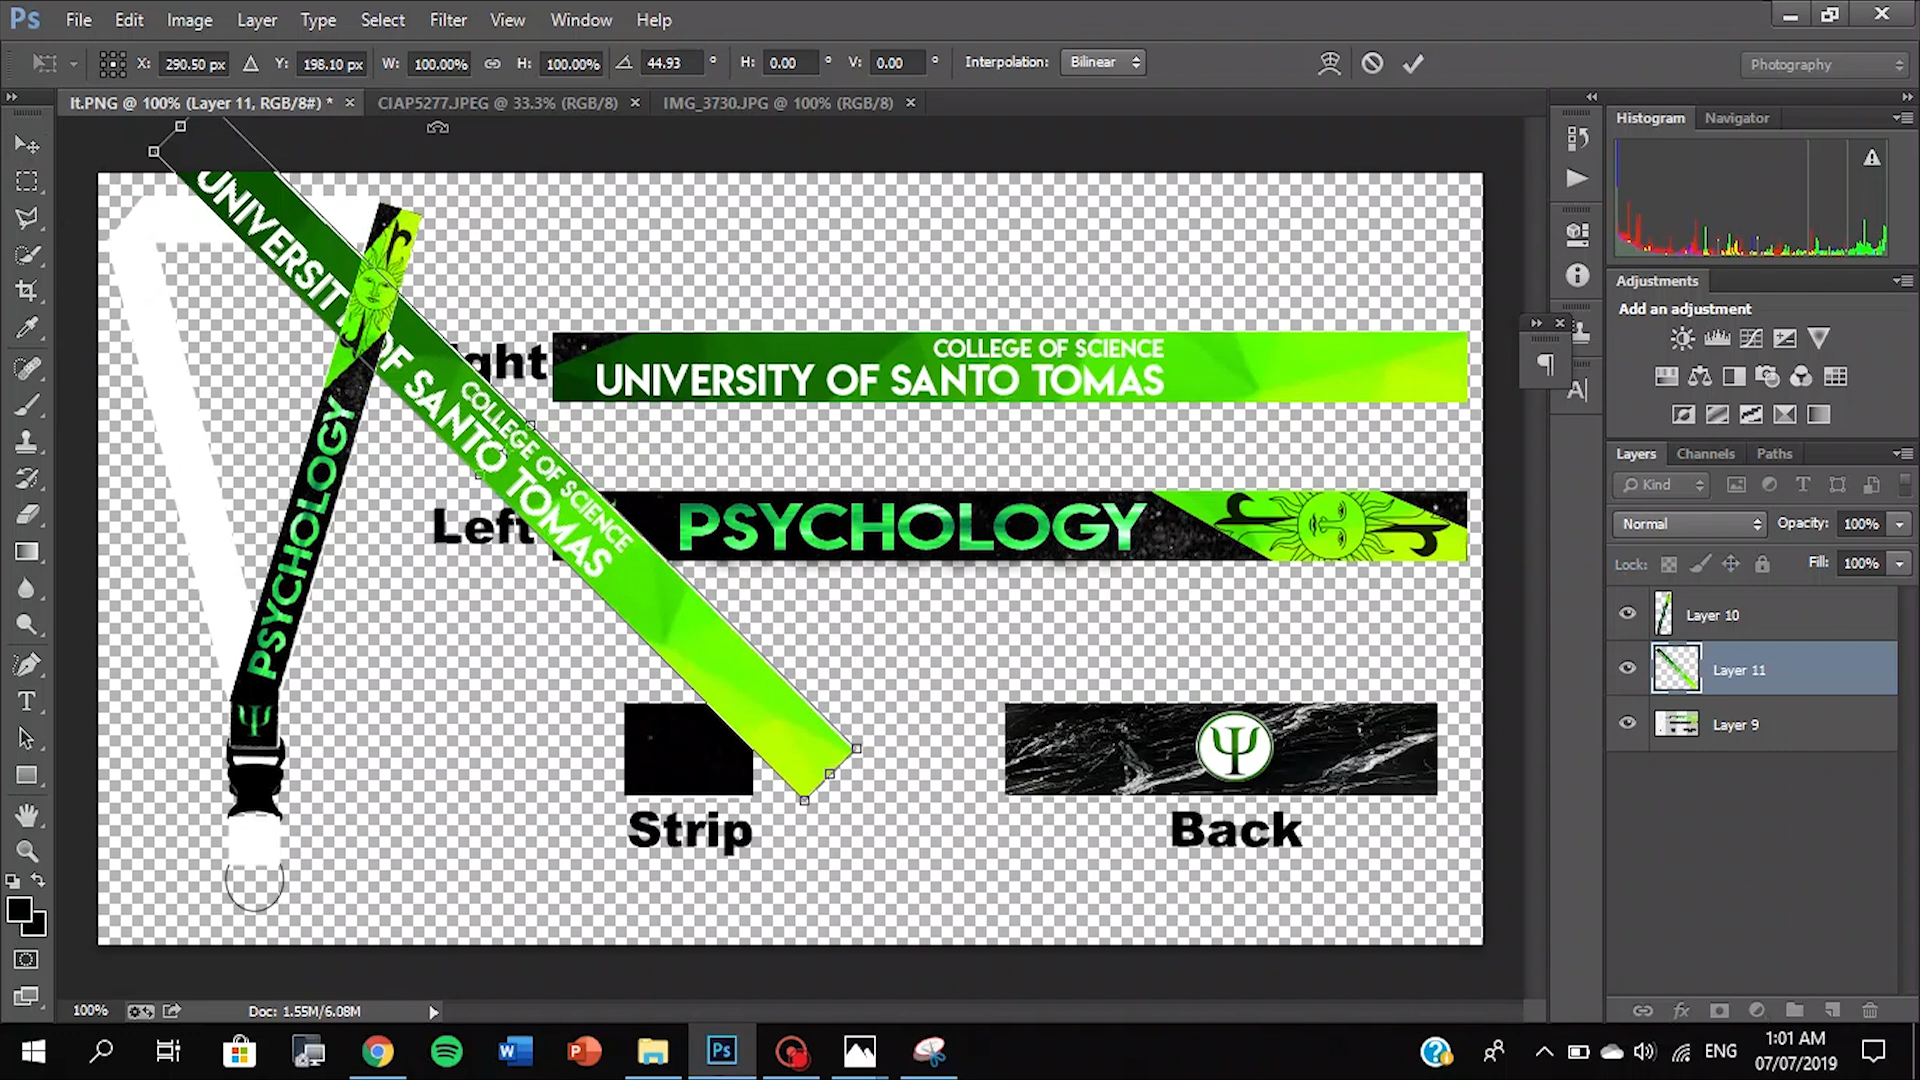 Ps File Edit Image Layer Type Select Filter View Window Help
X: 290.50 px Y: 198.10 px W: 100.00% H: 100.00% 44.93 ° H: 0.00 ° V: 0.00 ° Interpolation: Bilinear Photography
lt.PNG @ 100% (Layer 11, RGB/8#) * × CIAP5277.JPEG @ 33.3% (RGB/8) × IMG_3730.JPG @ 100% (RGB/8) ×
Histogram Navigator
Adjustments
Add an adjustment
UNIVERSITY OF SANTO TOMAS
COLLEGE OF SCIENCE
PSYCHOLOGY
Ψ
ight
COLLEGE OF SCIENCE
UNIVERSITY OF SANTO TOMAS
Left
PSYCHOLOGY
Strip
Ψ
Back
Layers Channels Paths
Kind
Normal Opacity: 100%
Lock: Fill: 100%
Layer 10
Layer 11
Layer 9
100% Doc: 1.55M/6.08M
ENG
1:01 AM
07/07/2019